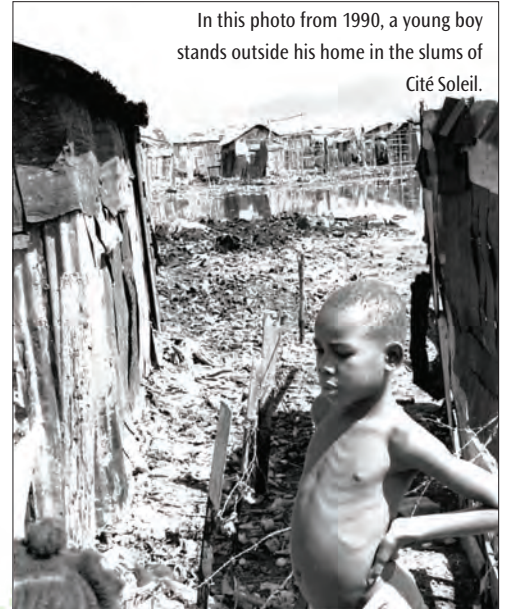 In this photo from 1990, a young boy
stands outside his home in the slums of
Cité Soleil.